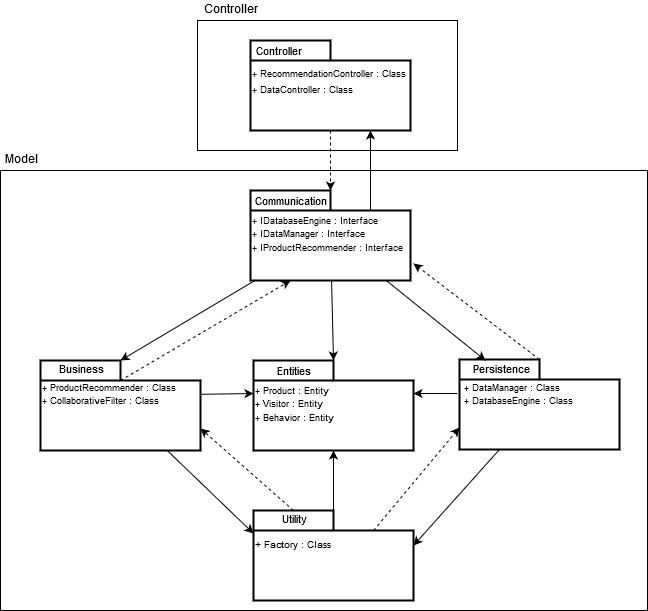 Controller
Controller
+ RecommendationController : Class
+ DataController : Class
Model
Communication
+ IDatabaseEngine : Interface
+ IDataManager : Interface
+ IProductRecommender : Interface
Business
+ ProductRecommender : Class
+ CollaborativeFilter : Class
Entities
+ Product : Entity
+ Visitor : Entity
+ Behavior : Entity
Persistence
+ DataManager : Class
+ DatabaseEngine : Class
Utility
+ Factory : Class